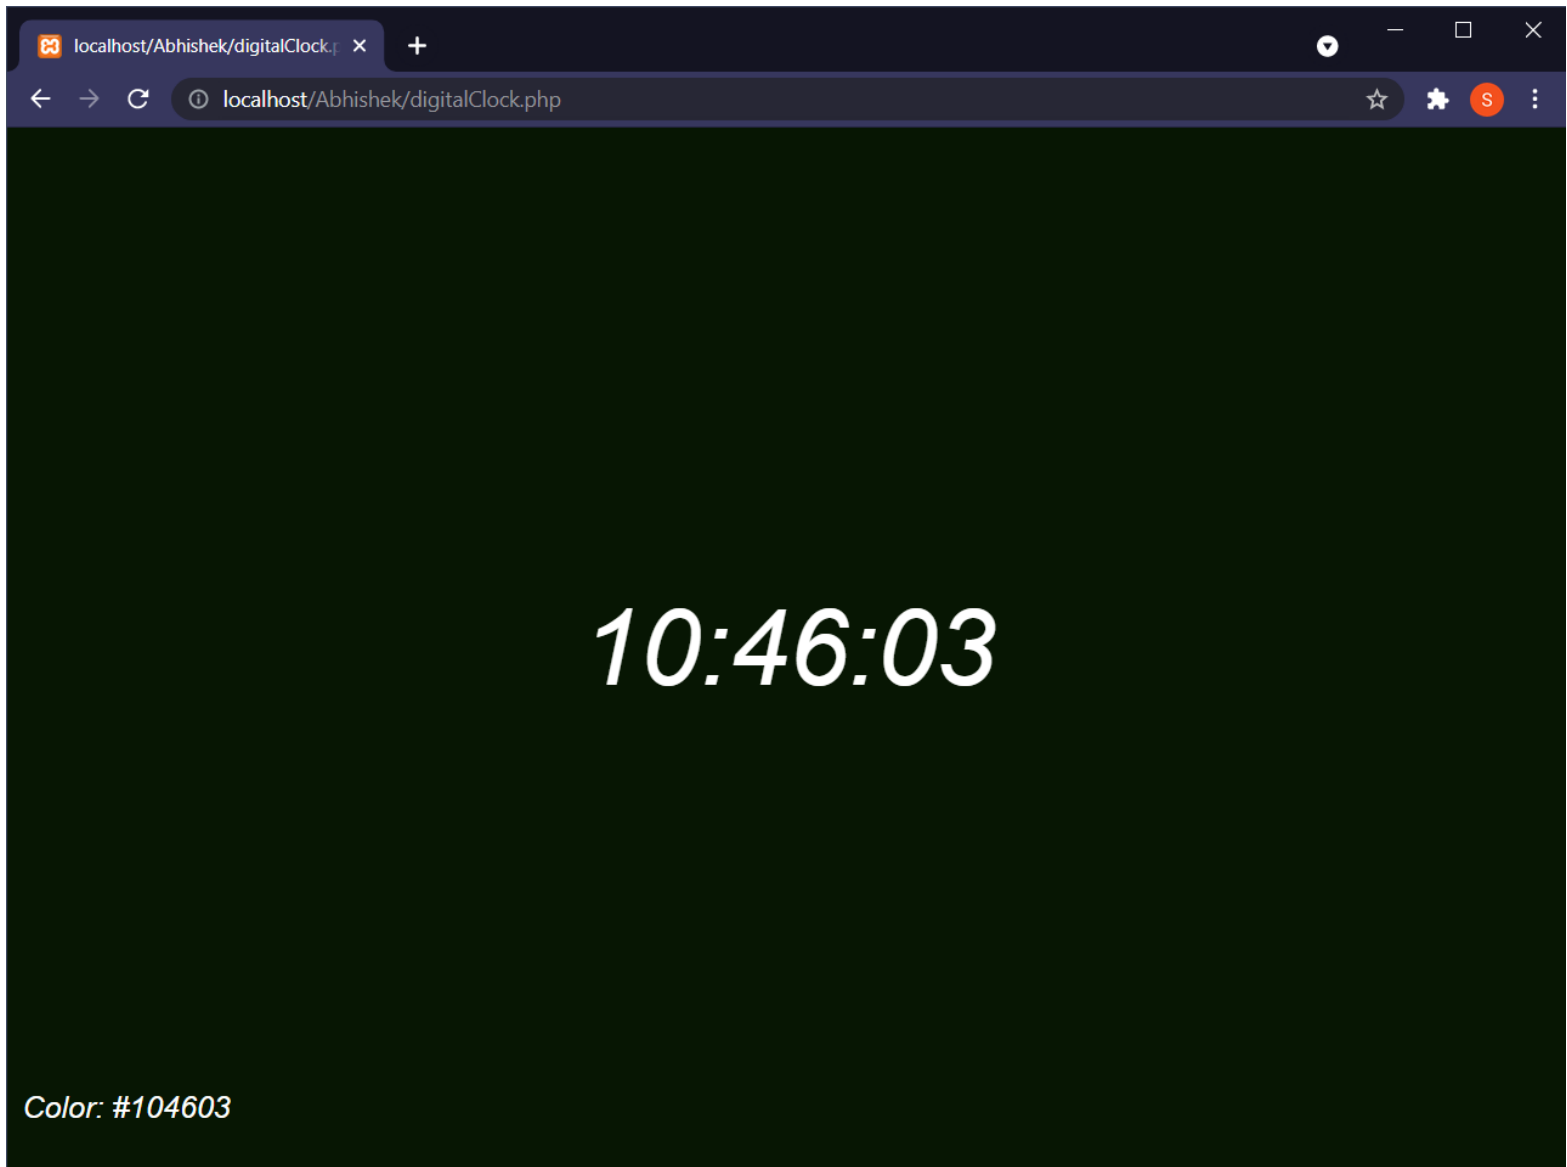 localhost/Abhishek/digitalClock.p
localhost/Abhishek/digitalClock.php
S
10:46:03
Color: #104603